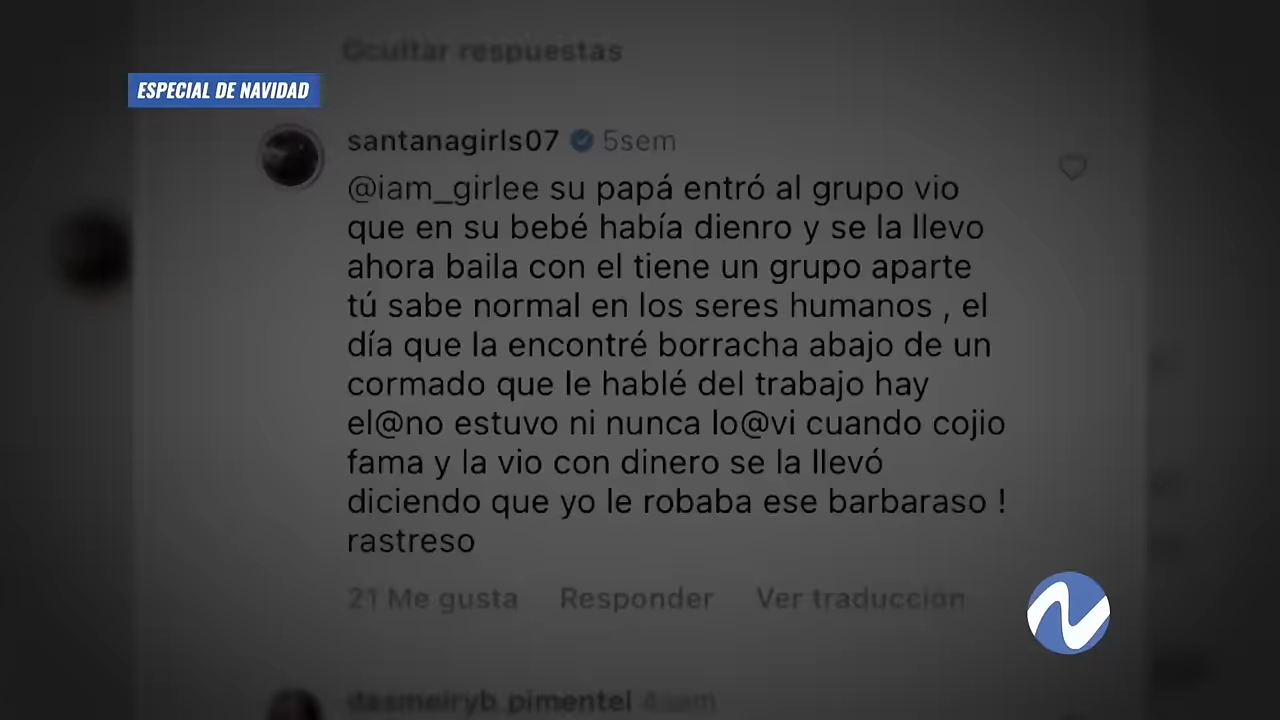 Ocultar respuestas
ESPECIAL DE NAVIDAD
santanagirls07 5sem
@iam_girlee su papá entró al grupo vio
que en su bebé había dienro y se la llevo
ahora baila con el tiene un grupo aparte
tú sabe normal en los seres humanos , el
día que la encontré borracha abajo de un
cormado que le hablé del trabajo hay
el@no estuvo ni nunca lo@vi cuando cojio
fama y la vio con dinero se la llevó
diciendo que yo le robaba ese barbaraso !
rastreso
21 Me gusta Responder Ver traducción
dasmeiryb.pimentel 4sem